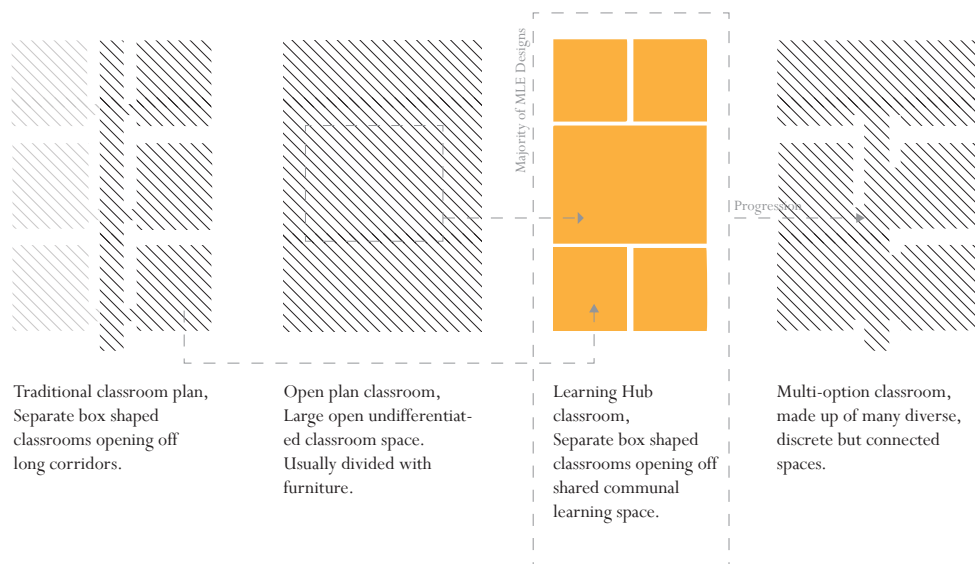 Majority of MLE Designs
Progression
Traditional classroom plan,
Separate box shaped
classrooms opening off
long corridors.
Open plan classroom,
Large open undifferentiat-
ed classroom space.
Usually divided with
furniture.
Learning Hub
classroom,
Separate box shaped
classrooms opening off
shared communal
learning space.
Multi-option classroom,
made up of many diverse,
discrete but connected
spaces.